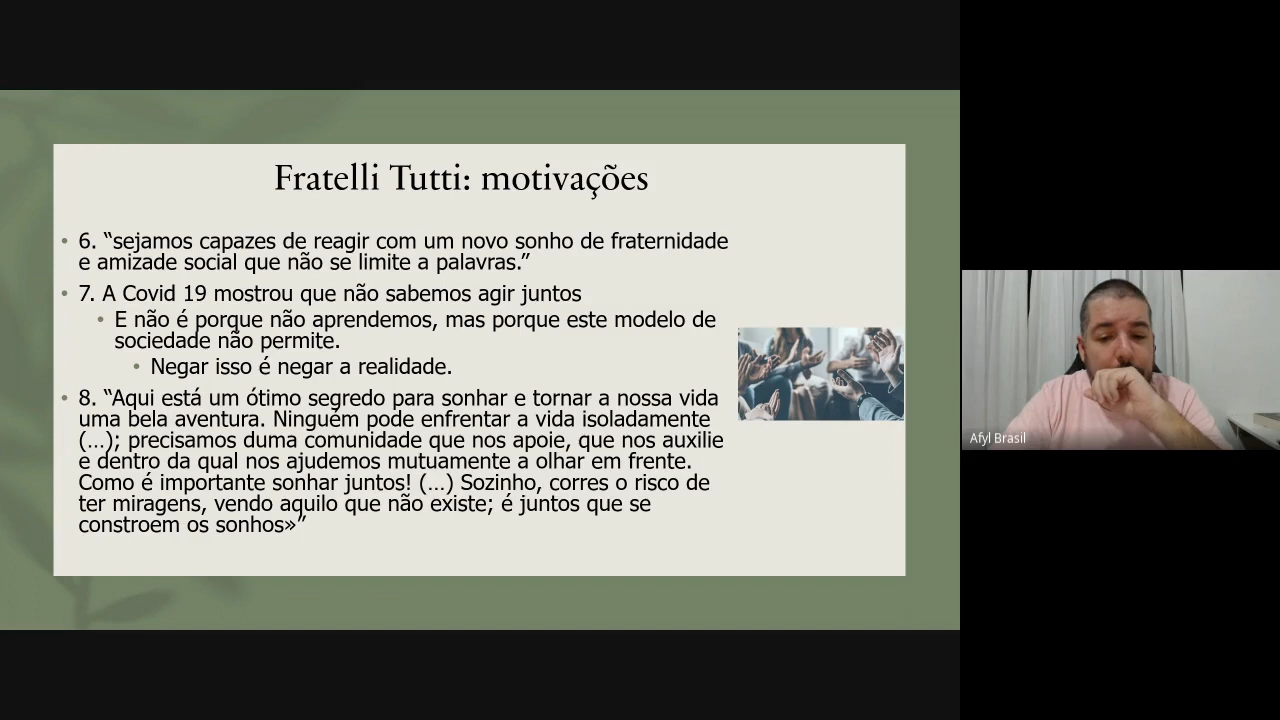 Fratelli Tutti: motivações
• 6. “sejamos capazes de reagir com um novo sonho de fraternidade
e amizade social que não se limite a palavras.”
• 7. A Covid 19 mostrou que não sabemos agir juntos
• E não é porque não aprendemos, mas porque este modelo de
sociedade não permite.
• Negar isso é negar a realidade.
• 8. “Aqui está um ótimo segredo para sonhar e tornar a nossa vida
uma bela aventura. Ninguém pode enfrentar a vida isoladamente
(…); precisamos duma comunidade que nos apoie, que nos auxilie
e dentro da qual nos ajudemos mutuamente a olhar em frente.
Como é importante sonhar juntos! (…) Sozinho, corres o risco de
ter miragens, vendo aquilo que não existe; é juntos que se
constroem os sonhos»”
Afyl Brasil